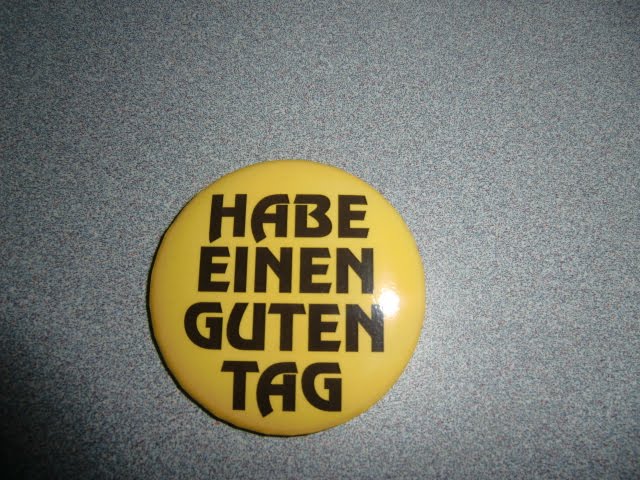 HABE
EINEN
GUTEN
TAG